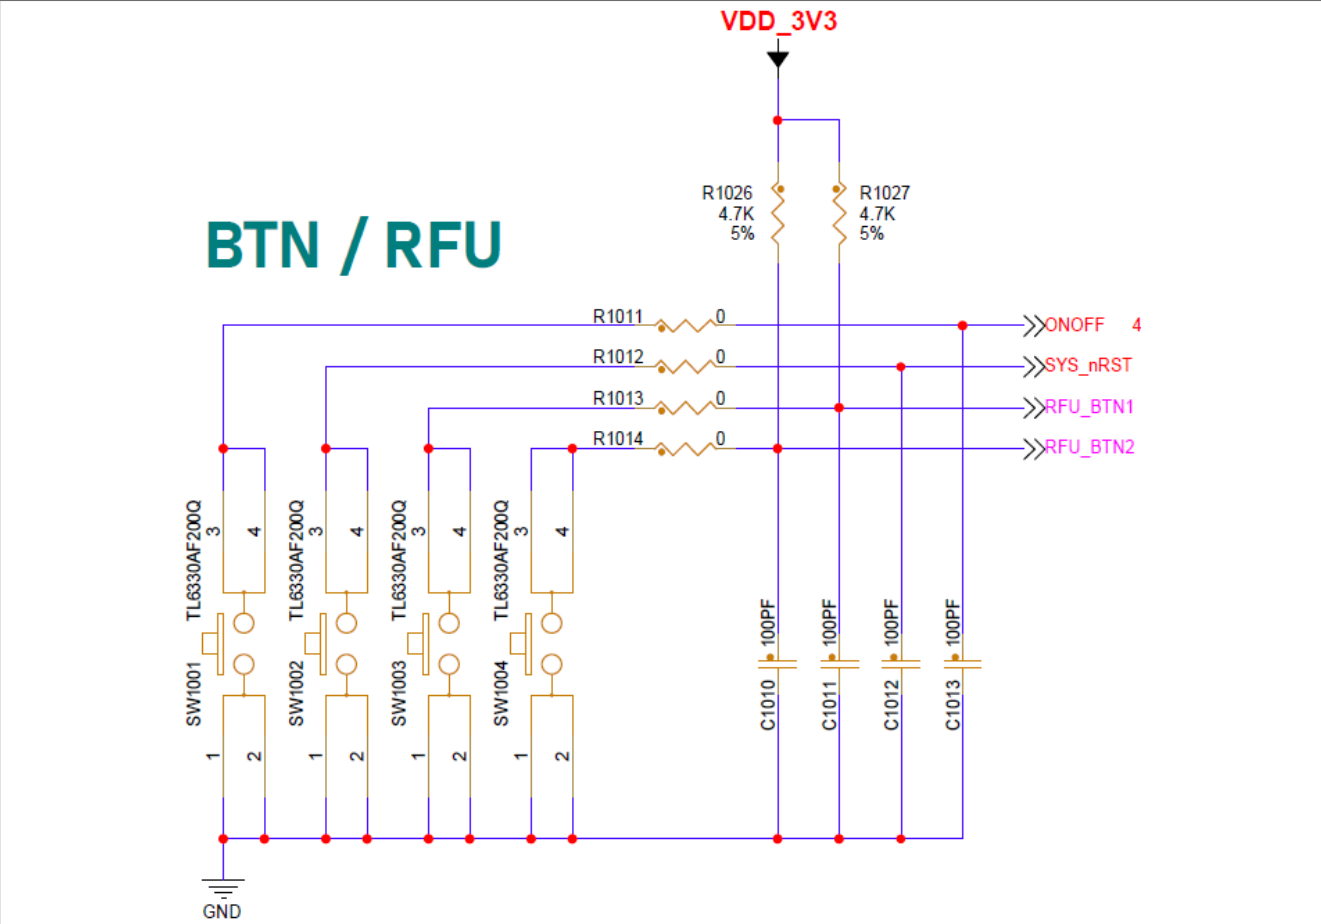 VDD_3V3
R1026
4.7K
5%
R1027
4.7K
5%
BTN / RFU
R1011 0
ONOFF 4
R1012 0
SYS_nRST
R1013 0
RFU_BTN1
R1014 0
RFU_BTN2
TL6330AF200Q
3
4
SW1001
1
2
TL6330AF200Q
3
4
SW1002
1
2
TL6330AF200Q
3
4
SW1003
1
2
TL6330AF200Q
3
4
SW1004
1
2
100PF
C1010
100PF
C1011
100PF
C1012
100PF
C1013
GND